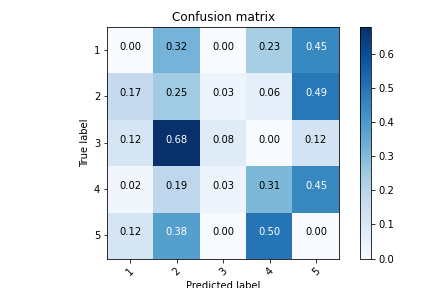 Confusion matrix
1 0.00 0.32 0.00 0.23 0.45
2 0.17 0.25 0.03 0.06 0.49
3 0.12 0.68 0.08 0.00 0.12
4 0.02 0.19 0.03 0.31 0.45
5 0.12 0.38 0.00 0.50 0.00
1 2 3 4 5
True label
Predicted label
0.6
0.5
0.4
0.3
0.2
0.1
0.0